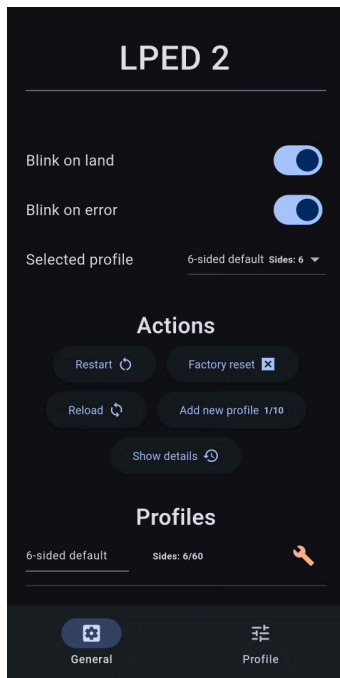 LPED 2
Blink on land
Blink on error
Selected profile 6-sided default Sides: 6
Actions
Restart Factory reset
Reload Add new profile 1/10
Show details
Profiles
6-sided default Sides: 6/60
General Profile